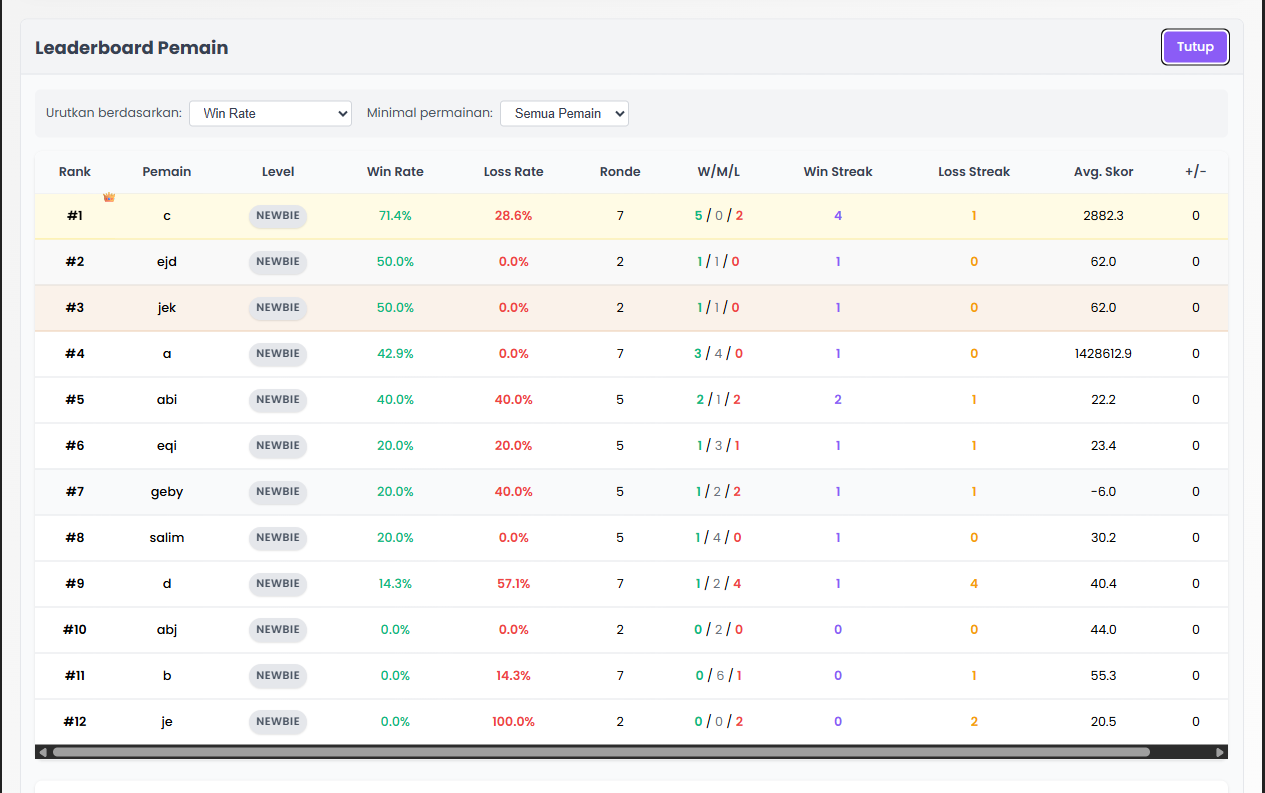 Leaderboard Pemain
Tutup
Urutkan berdasarkan: Win Rate Minimal permainan: Semua Pemain
Rank Pemain Level Win Rate Loss Rate Ronde W/M/L Win Streak Loss Streak Avg. Skor +/-
#1 c NEWBIE 71.4% 28.6% 7 5 / 0 / 2 4 1 2882.3 0
#2 ejd NEWBIE 50.0% 0.0% 2 1 / 1 / 0 1 0 62.0 0
#3 jek NEWBIE 50.0% 0.0% 2 1 / 1 / 0 1 0 62.0 0
#4 a NEWBIE 42.9% 0.0% 7 3 / 4 / 0 1 0 1428612.9 0
#5 abi NEWBIE 40.0% 40.0% 5 2 / 1 / 2 2 1 22.2 0
#6 eqi NEWBIE 20.0% 20.0% 5 1 / 3 / 1 1 1 23.4 0
#7 geby NEWBIE 20.0% 40.0% 5 1 / 2 / 2 1 1 -6.0 0
#8 salim NEWBIE 20.0% 0.0% 5 1 / 4 / 0 1 0 30.2 0
#9 d NEWBIE 14.3% 57.1% 7 1 / 2 / 4 1 4 40.4 0
#10 abj NEWBIE 0.0% 0.0% 2 0 / 2 / 0 0 0 44.0 0
#11 b NEWBIE 0.0% 14.3% 7 0 / 6 / 1 0 1 55.3 0
#12 je NEWBIE 0.0% 100.0% 2 0 / 0 / 2 0 2 20.5 0